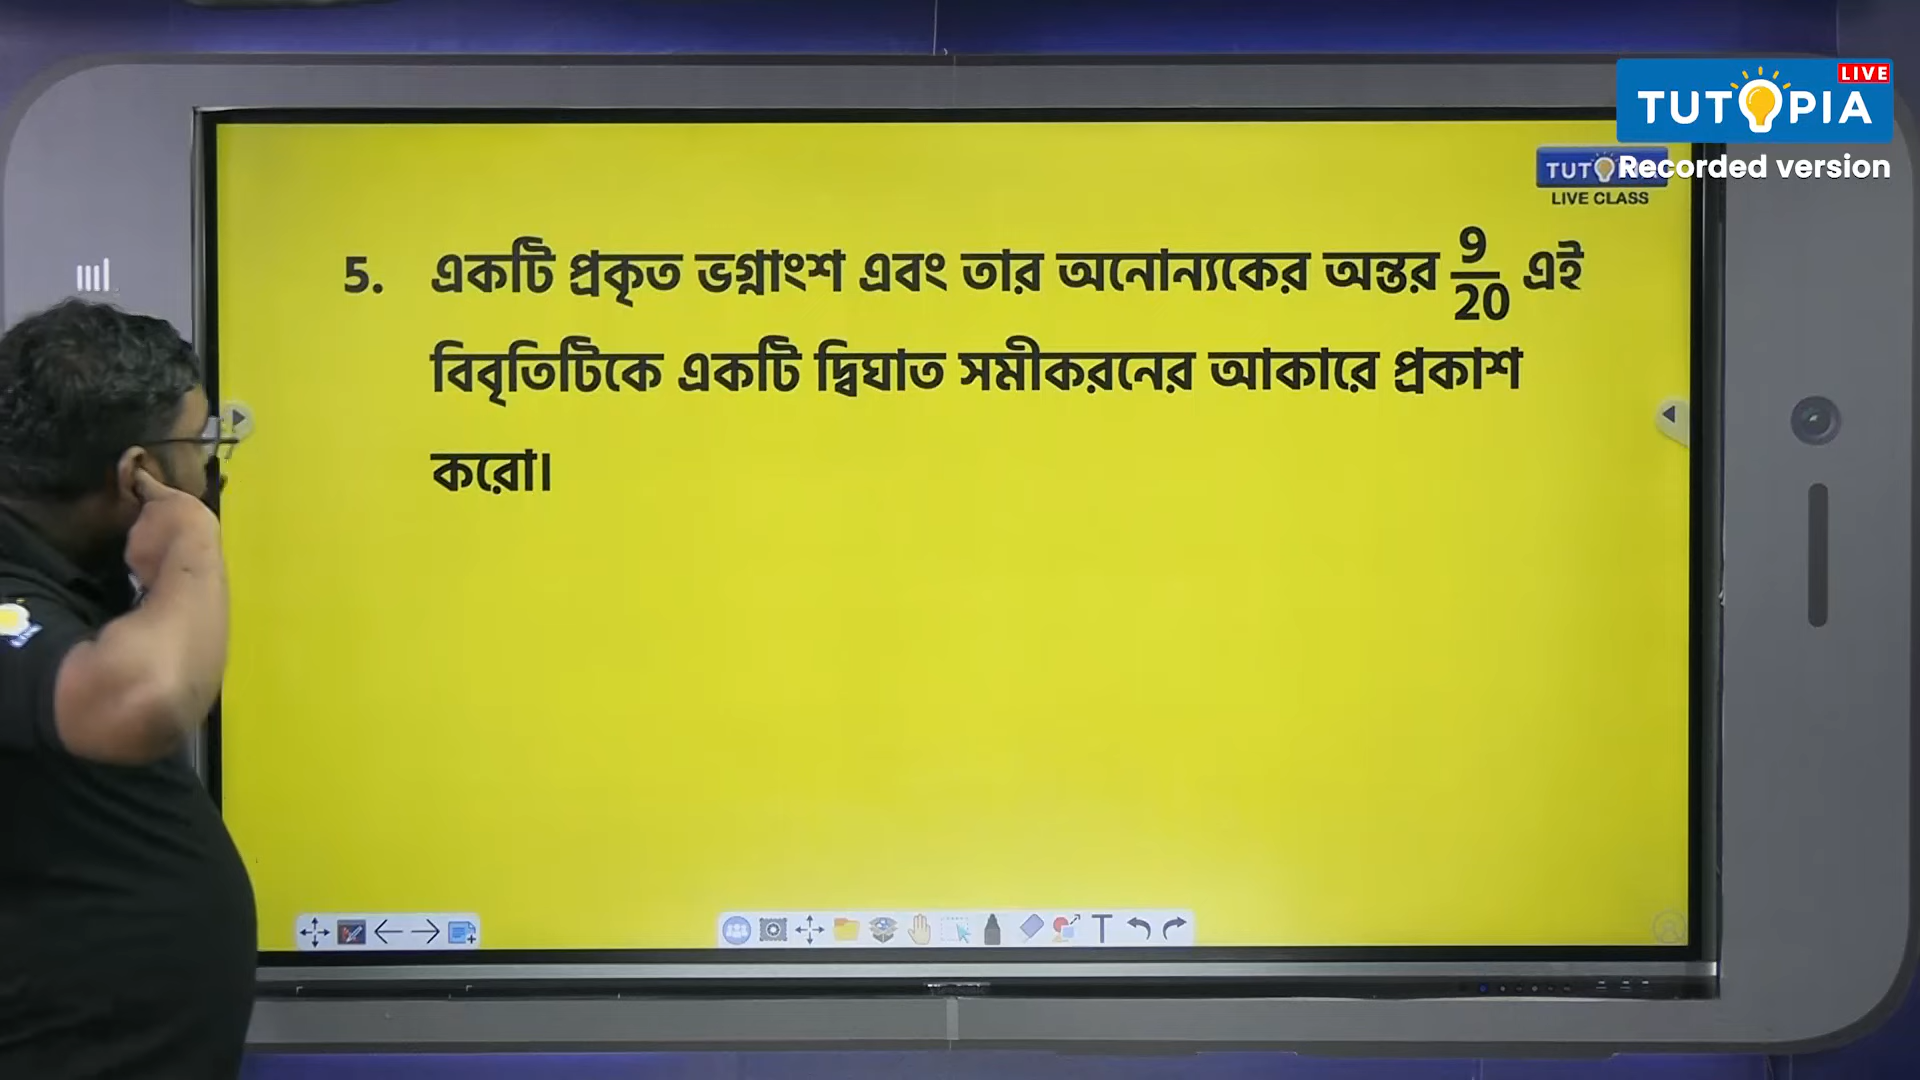 LIVE
TUTOPIA
Recorded version
LIVE CLASS
5. একটি প্রকৃত ভগ্নাংশ এবং তার অনোন্যকের অন্তর 9/20 এই
বিবৃতিটিকে একটি দ্বিঘাত সমীকরনের আকারে প্রকাশ
করো।